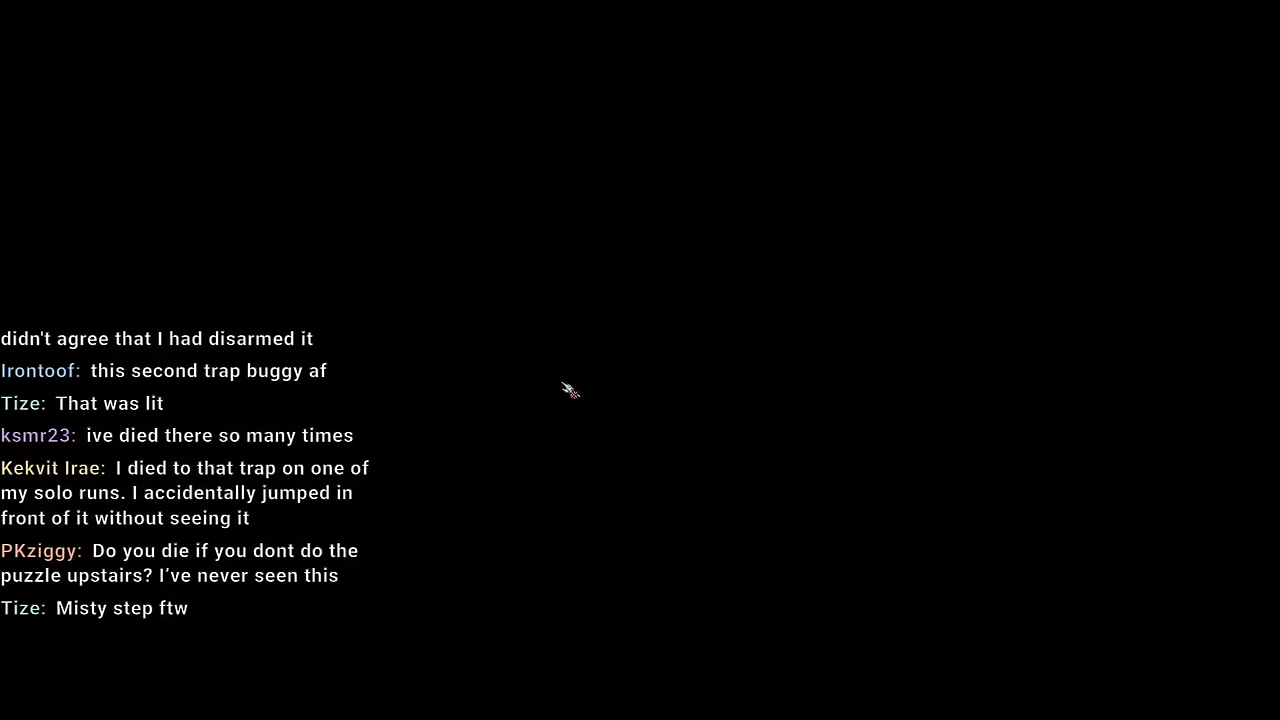 didn't agree that I had disarmed it
Irontoof: this second trap buggy af
Tize: That was lit
ksmr23: ive died there so many times
Kekvit Irae: I died to that trap on one of
my solo runs. I accidentally jumped in
front of it without seeing it
PKziggy: Do you die if you dont do the
puzzle upstairs? I’ve never seen this
Tize: Misty step ftw